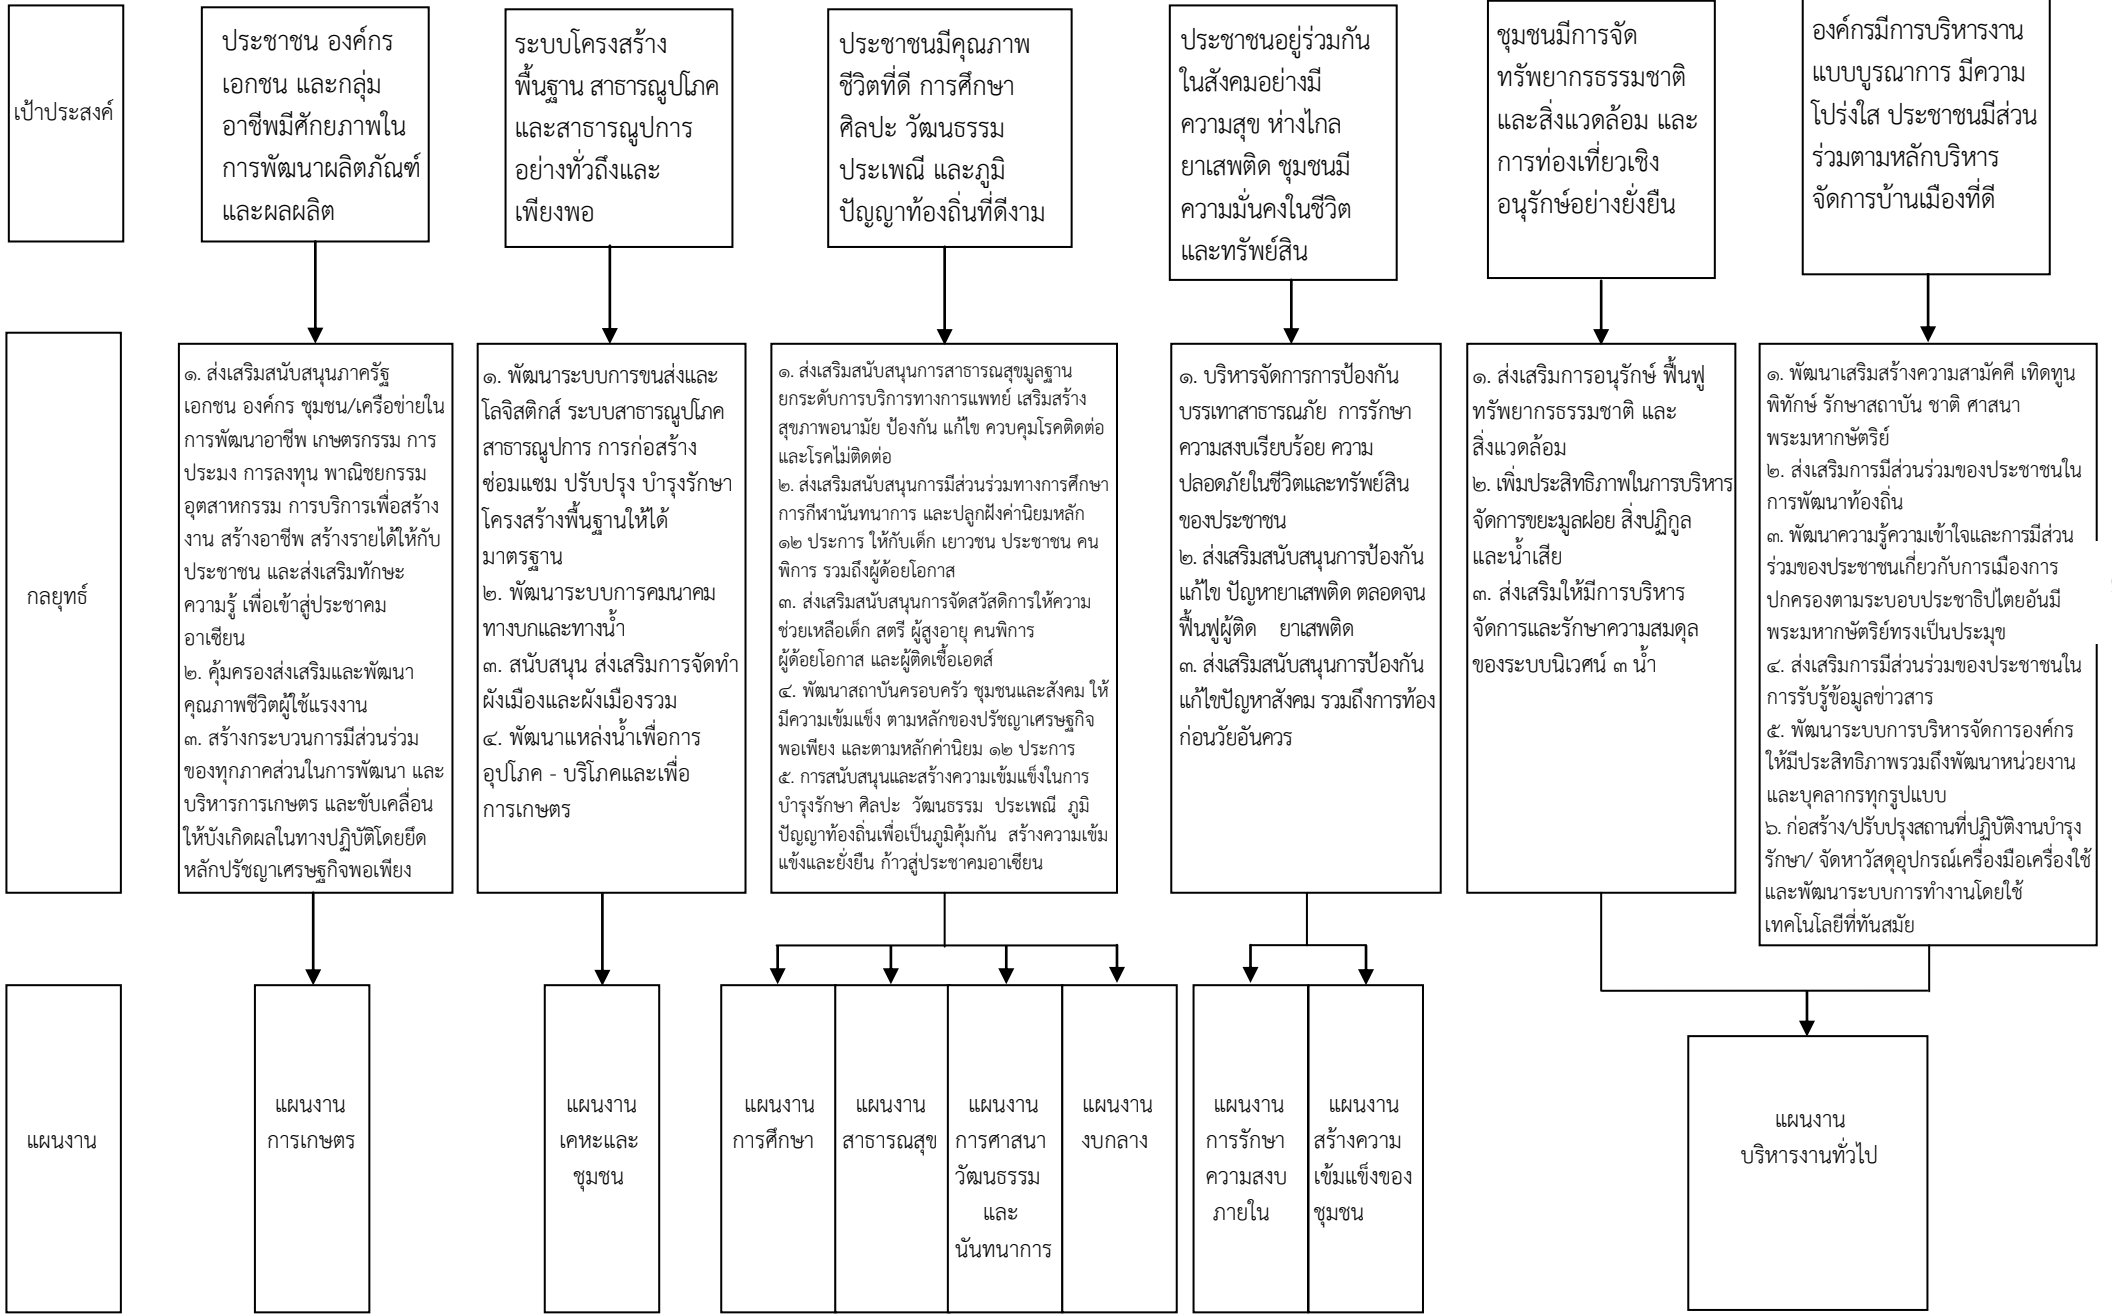 เป้าประสงค์
ประชาชน องค์กร
เอกชน และกลุ่ม
อาชีพมีศักยภาพใน
การพัฒนาผลิตภัณฑ์
และผลผลิต
ระบบโครงสร้าง
พื้นฐาน สาธารณูปโภค
และสาธารณูปการ
อย่างทั่วถึงและ
เพียงพอ
ประชาชนมีคุณภาพ
ชีวิตที่ดี การศึกษา
ศิลปะ วัฒนธรรม
ประเพณี และภูมิ
ปัญญาท้องถิ่นที่ดีงาม
ประชาชนอยู่ร่วมกัน
ในสังคมอย่างมี
ความสุข ห่างไกล
ยาเสพติด ชุมชนมี
ความมั่นคงในชีวิต
และทรัพย์สิน
ชุมชนมีการจัด
ทรัพยากรธรรมชาติ
และสิ่งแวดล้อม และ
การท่องเที่ยวเชิง
อนุรักษ์อย่างยั่งยืน
องค์กรมีการบริหารงาน
แบบบูรณาการ มีความ
โปร่งใส ประชาชนมีส่วน
ร่วมตามหลักบริหาร
จัดการบ้านเมืองที่ดี
กลยุทธ์
๑. ส่งเสริมสนับสนุนภาครัฐ
เอกชน องค์กร ชุมชน/เครือข่ายใน
การพัฒนาอาชีพ เกษตรกรรม การ
ประมง การลงทุน พาณิชยกรรม
อุตสาหกรรม การบริการเพื่อสร้าง
งาน สร้างอาชีพ สร้างรายได้ให้กับ
ประชาชน และส่งเสริมทักษะ
ความรู้ เพื่อเข้าสู่ประชาคม
อาเซียน
๒. คุ้มครองส่งเสริมและพัฒนา
คุณภาพชีวิตผู้ใช้แรงงาน
๓. สร้างกระบวนการมีส่วนร่วม
ของทุกภาคส่วนในการพัฒนา และ
บริหารการเกษตร และขับเคลื่อน
ให้บังเกิดผลในทางปฏิบัติโดยยึด
หลักปรัชญาเศรษฐกิจพอเพียง
๑. พัฒนาระบบการขนส่งและ
โลจิสติกส์ ระบบสาธารณูปโภค
สาธารณูปการ การก่อสร้าง
ซ่อมแซม ปรับปรุง บำรุงรักษา
โครงสร้างพื้นฐานให้ได้
มาตรฐาน
๒. พัฒนาระบบการคมนาคม
ทางบกและทางน้ำ
๓. สนับสนุน ส่งเสริมการจัดทำ
ผังเมืองและผังเมืองรวม
๔. พัฒนาแหล่งน้ำเพื่อการ
อุปโภค - บริโภคและเพื่อ
การเกษตร
๑. ส่งเสริมสนับสนุนการสาธารณสุขมูลฐาน
ยกระดับการบริการทางการแพทย์ เสริมสร้าง
สุขภาพอนามัย ป้องกัน แก้ไข ควบคุมโรคติดต่อ
และโรคไม่ติดต่อ
๒. ส่งเสริมสนับสนุนการมีส่วนร่วมทางการศึกษา
การกีฬานันทนาการ และปลูกฝังค่านิยมหลัก
๑๒ ประการ ให้กับเด็ก เยาวชน ประชาชน คน
พิการ รวมถึงผู้ด้อยโอกาส
๓. ส่งเสริมสนับสนุนการจัดสวัสดิการให้ความ
ช่วยเหลือเด็ก สตรี ผู้สูงอายุ คนพิการ
ผู้ด้อยโอกาส และผู้ติดเชื้อเอดส์
๔. พัฒนาสถาบันครอบครัว ชุมชนและสังคม ให้
มีความเข้มแข็ง ตามหลักของปรัชญาเศรษฐกิจ
พอเพียง และตามหลักค่านิยม ๑๒ ประการ
๕. การสนับสนุนและสร้างความเข้มแข็งในการ
บำรุงรักษา ศิลปะ วัฒนธรรม ประเพณี ภูมิ
ปัญญาท้องถิ่นเพื่อเป็นภูมิคุ้มกัน สร้างความเข้ม
แข้งและยั่งยืน ก้าวสู่ประชาคมอาเซียน
๑. บริหารจัดการการป้องกัน
บรรเทาสาธารณภัย การรักษา
ความสงบเรียบร้อย ความ
ปลอดภัยในชีวิตและทรัพย์สิน
ของประชาชน
๒. ส่งเสริมสนับสนุนการป้องกัน
แก้ไข ปัญหายาเสพติด ตลอดจน
ฟื้นฟูผู้ติด ยาเสพติด
๓. ส่งเสริมสนับสนุนการป้องกัน
แก้ไขปัญหาสังคม รวมถึงการท้อง
ก่อนวัยอันควร
๑. ส่งเสริมการอนุรักษ์ ฟื้นฟู
ทรัพยากรธรรมชาติ และ
สิ่งแวดล้อม
๒. เพิ่มประสิทธิภาพในการบริหาร
จัดการขยะมูลฝอย สิ่งปฏิกูล
และน้ำเสีย
๓. ส่งเสริมให้มีการบริหาร
จัดการและรักษาความสมดุล
ของระบบนิเวศน์ ๓ น้ำ
๑. พัฒนาเสริมสร้างความสามัคคี เทิดทูน
พิทักษ์ รักษาสถาบัน ชาติ ศาสนา
พระมหากษัตริย์
๒. ส่งเสริมการมีส่วนร่วมของประชาชนใน
การพัฒนาท้องถิ่น
๓. พัฒนาความรู้ความเข้าใจและการมีส่วน
ร่วมของประชาชนเกี่ยวกับการเมืองการ
ปกครองตามระบอบประชาธิปไตยอันมี
พระมหากษัตริย์ทรงเป็นประมุข
๔. ส่งเสริมการมีส่วนร่วมของประชาชนใน
การรับรู้ข้อมูลข่าวสาร
๕. พัฒนาระบบการบริหารจัดการองค์กร
ให้มีประสิทธิภาพรวมถึงพัฒนาหน่วยงาน
และบุคลากรทุกรูปแบบ
๖. ก่อสร้าง/ปรับปรุงสถานที่ปฏิบัติงานบำรุง
รักษา/ จัดหาวัสดุอุปกรณ์เครื่องมือเครื่องใช้
และพัฒนาระบบการทำงานโดยใช้
เทคโนโลยีที่ทันสมัย
แผนงาน
แผนงาน
การเกษตร
แผนงาน
เคหะและ
ชุมชน
แผนงาน
การศึกษา
แผนงาน
สาธารณสุข
แผนงาน
การศาสนา
วัฒนธรรม
และ
นันทนาการ
แผนงาน
งบกลาง
แผนงาน
การรักษา
ความสงบ
ภายใน
แผนงาน
สร้างความ
เข้มแข็งของ
ชุมชน
แผนงาน
บริหารงานทั่วไป